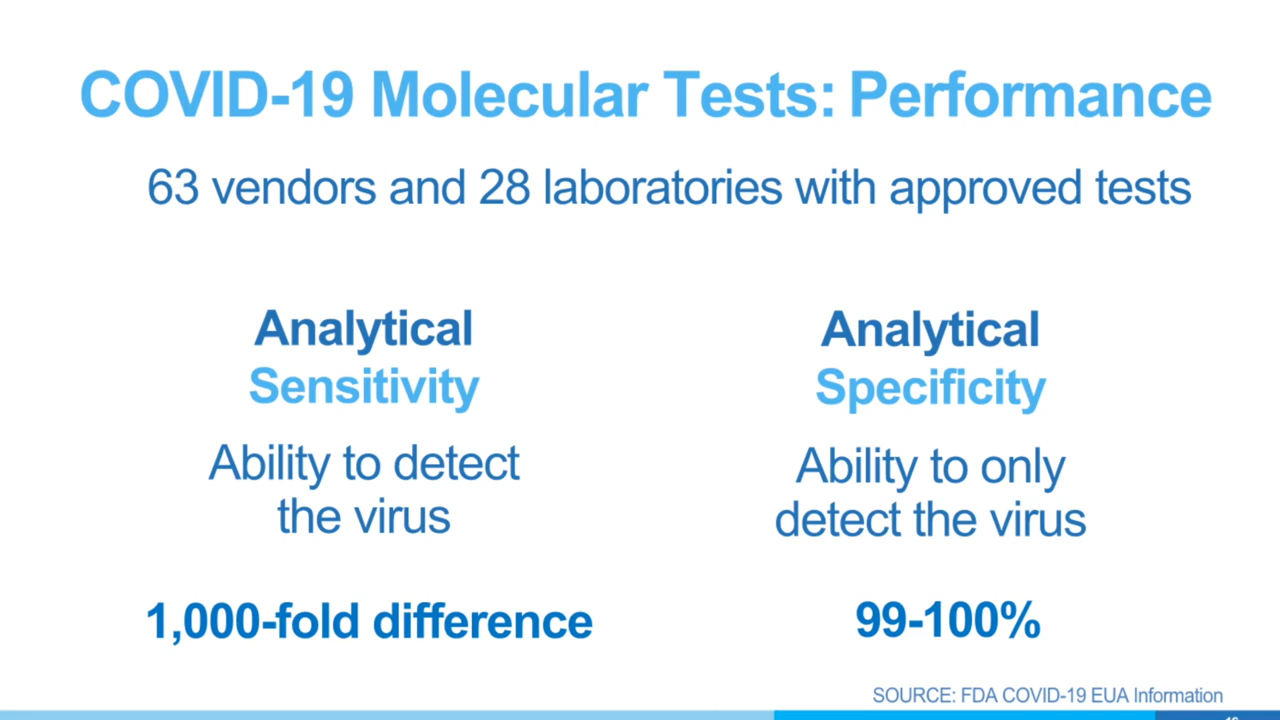 COVID-19 Molecular Tests: Performance
63 vendors and 28 laboratories with approved tests
Analytical
Sensitivity
Ability to detect
the virus
1,000-fold difference
Analytical
Specificity
Ability to only
detect the virus
99-100%
SOURCE: FDA COVID-19 EUA Information